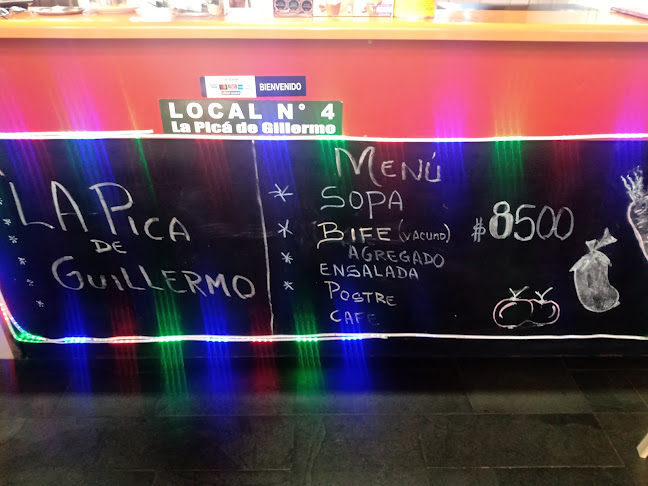 BIENVENIDO
LOCAL N° 4
La Picá de Gillermo
LA PICA
DE
GUILLERMO
MENÚ
* SOPA
* BIFE (VACUNO) $8500
AGREGADO
* ENSALADA
* POSTRE
CAFE